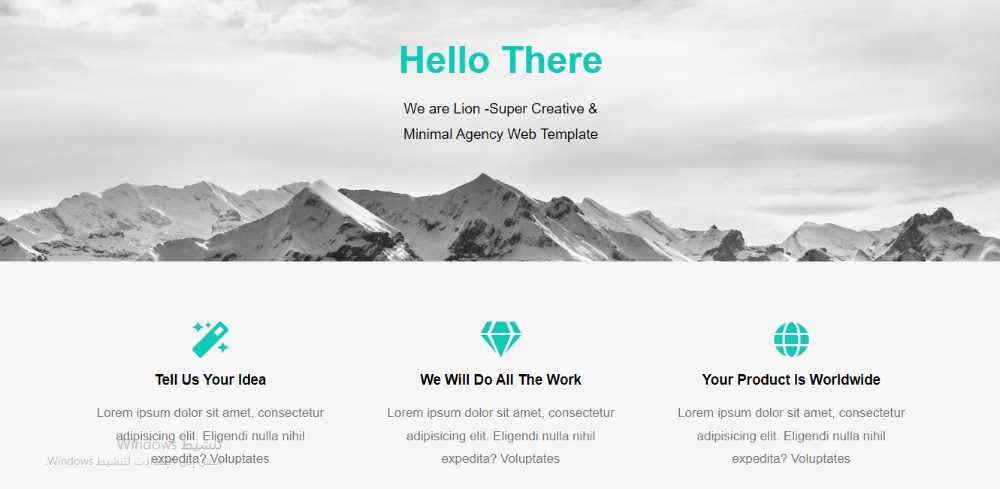 Hello There
We are Lion -Super Creative &
Minimal Agency Web Template
Tell Us Your Idea
Lorem ipsum dolor sit amet, consectetur
adipisicing elit. Eligendi nulla nihil
expedita? Voluptates
We Will Do All The Work
Lorem ipsum dolor sit amet, consectetur
adipisicing elit. Eligendi nulla nihil
expedita? Voluptates
Your Product is Worldwide
Lorem ipsum dolor sit amet, consectetur
adipisicing elit. Eligendi nulla nihil
expedita? Voluptates
تنشيط Windows
لتنشيط Windows.